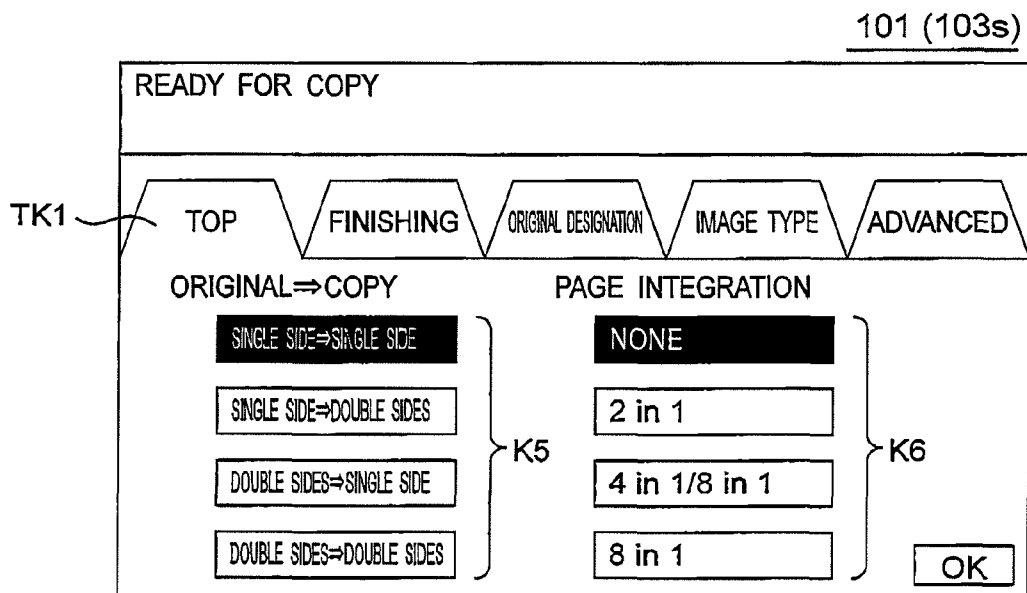 101 (103s)
READY FOR COPY
TK1
TOP
FINISHING
ORIGINAL DESIGNATION
IMAGE TYPE
ADVANCED
ORIGINAL⇒COPY
PAGE INTEGRATION
SINGLE SIDE⇒SINGLE SIDE
NONE
SINGLE SIDE⇒DOUBLE SIDES
2 in 1
K5
K6
DOUBLE SIDES⇒SINGLE SIDE
4 in 1/8 in 1
DOUBLE SIDES⇒DOUBLE SIDES
8 in 1
OK